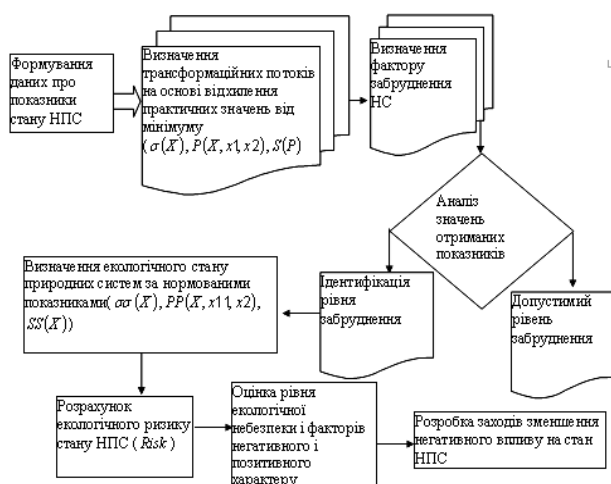 Формування
даних про
показники
стану НПС
Визначення
трансформаційних потоків
на основі відхилення
практичних значень від
мінімуму
( σ(X), P(X, x1, x2), S(P)
Визначення
фактору
забруднення
НС
Аналіз
значень
отриманих
показників
Визначення екологічного стану
природних систем за нормованими
показниками( σσ(X), PP(X, x11, x2),
SS(X))
Ідентифікація
рівня
забруднення
Допустимий
рівень
забруднення
Розрахунок
екологічного ризику
стану НПС ( Risk )
Оцінка рівня
екологічної
небезпеки і факторів
негативного і
позитивного
характеру
Розробка заходів зменшення
негативного впливу на стан
НПС